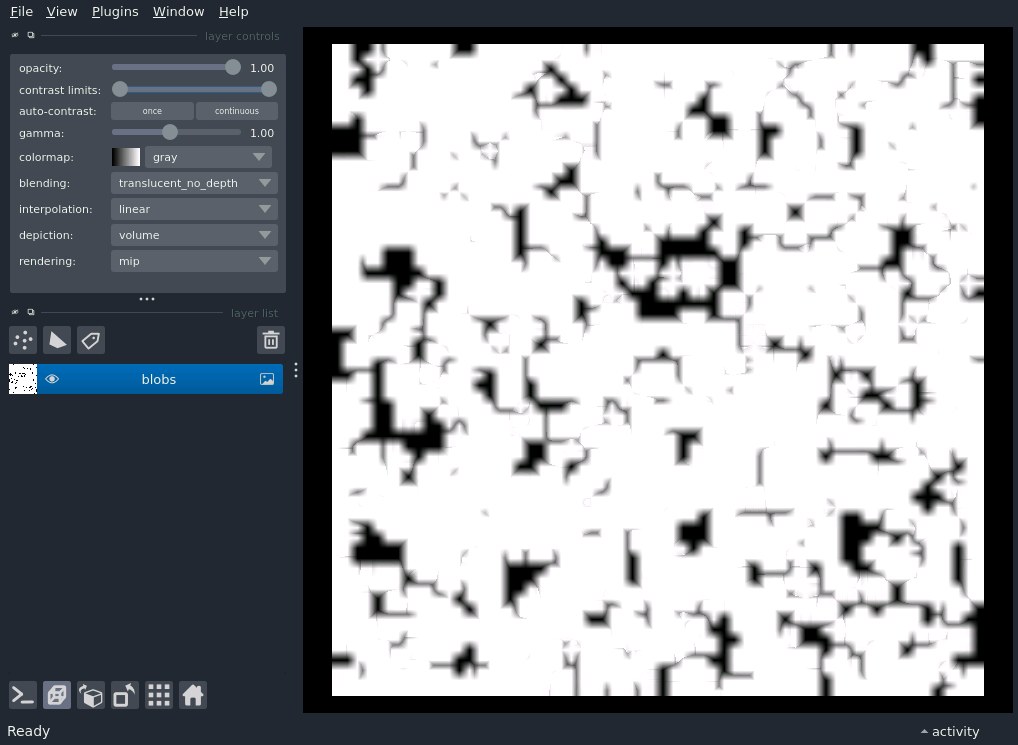 File View Plugins Window Help
layer controls
opacity: 1.00
contrast limits:
auto-contrast: once continuous
gamma: 1.00
colormap: gray
blending: translucent_no_depth
interpolation: linear
depiction: volume
rendering: mip
layer list
blobs
Ready activity